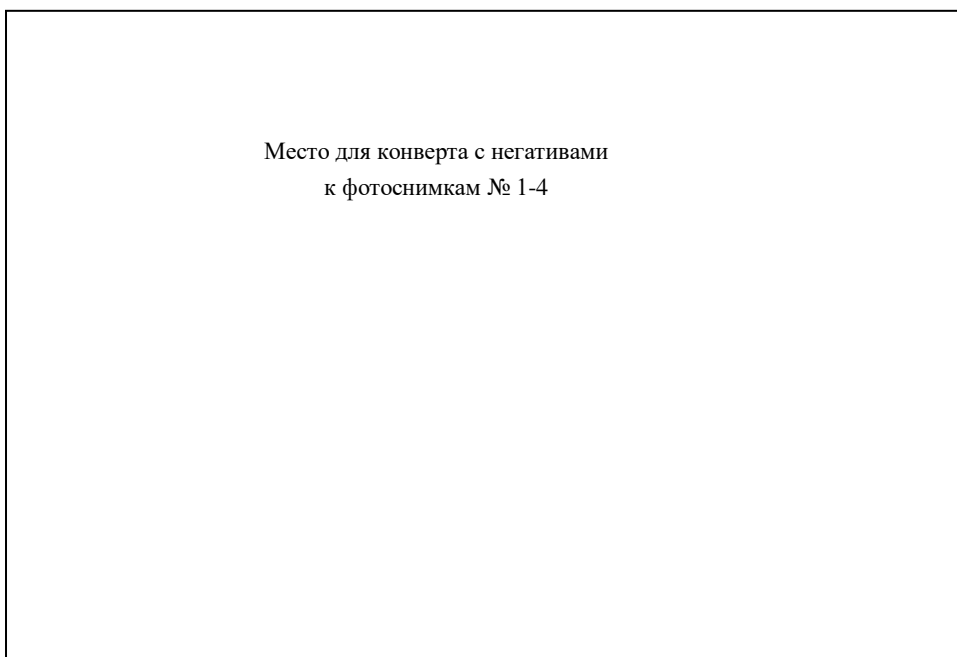 Место для конверта с негативами
к фотоснимкам № 1-4